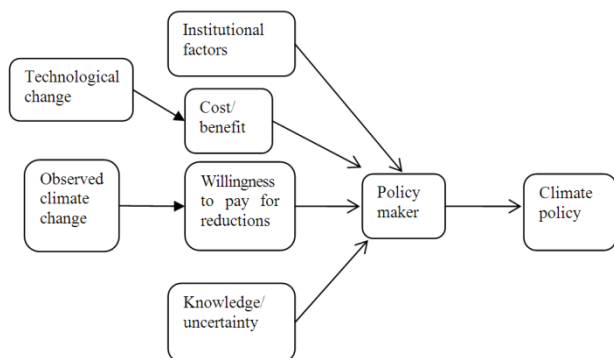 Institutional
factors
Technological
change
Cost/
benefit
Observed
climate
change
Willingness
to pay for
reductions
Policy
maker
Climate
policy
Knowledge/
uncertainty